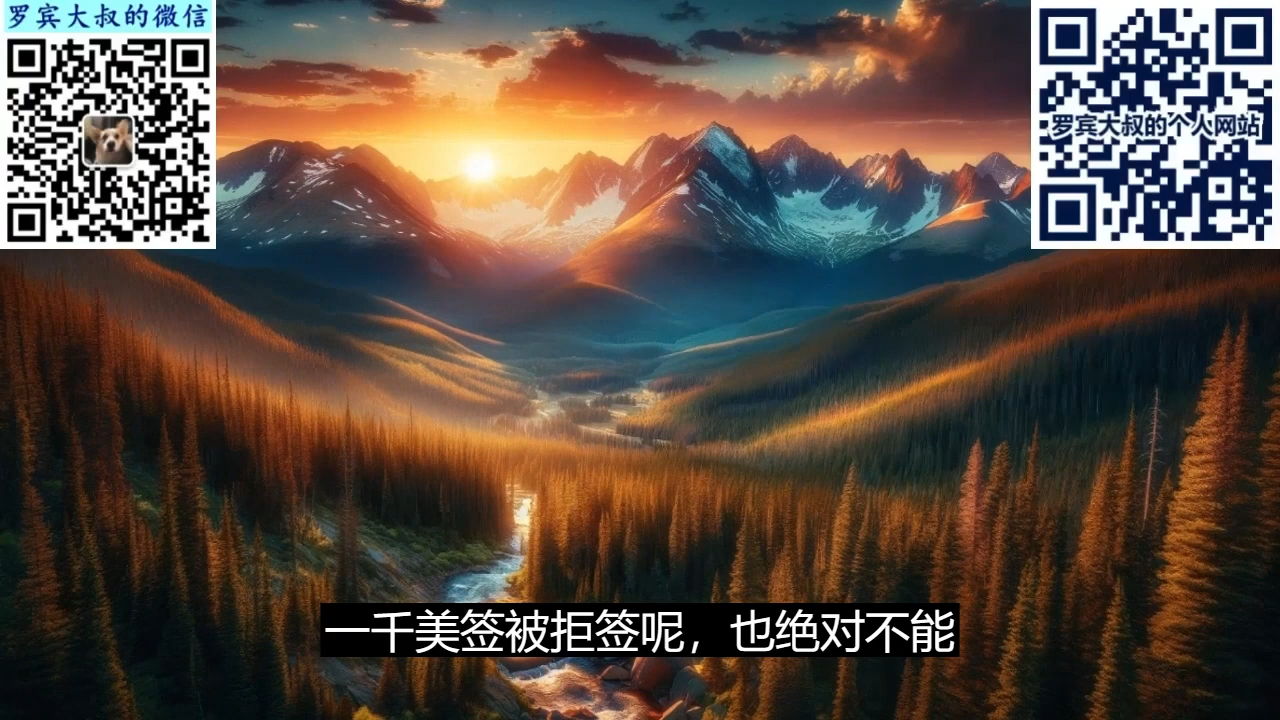 罗宾大叔的微信
罗宾大叔的个人网站
一千美签被拒签呢，也绝对不能